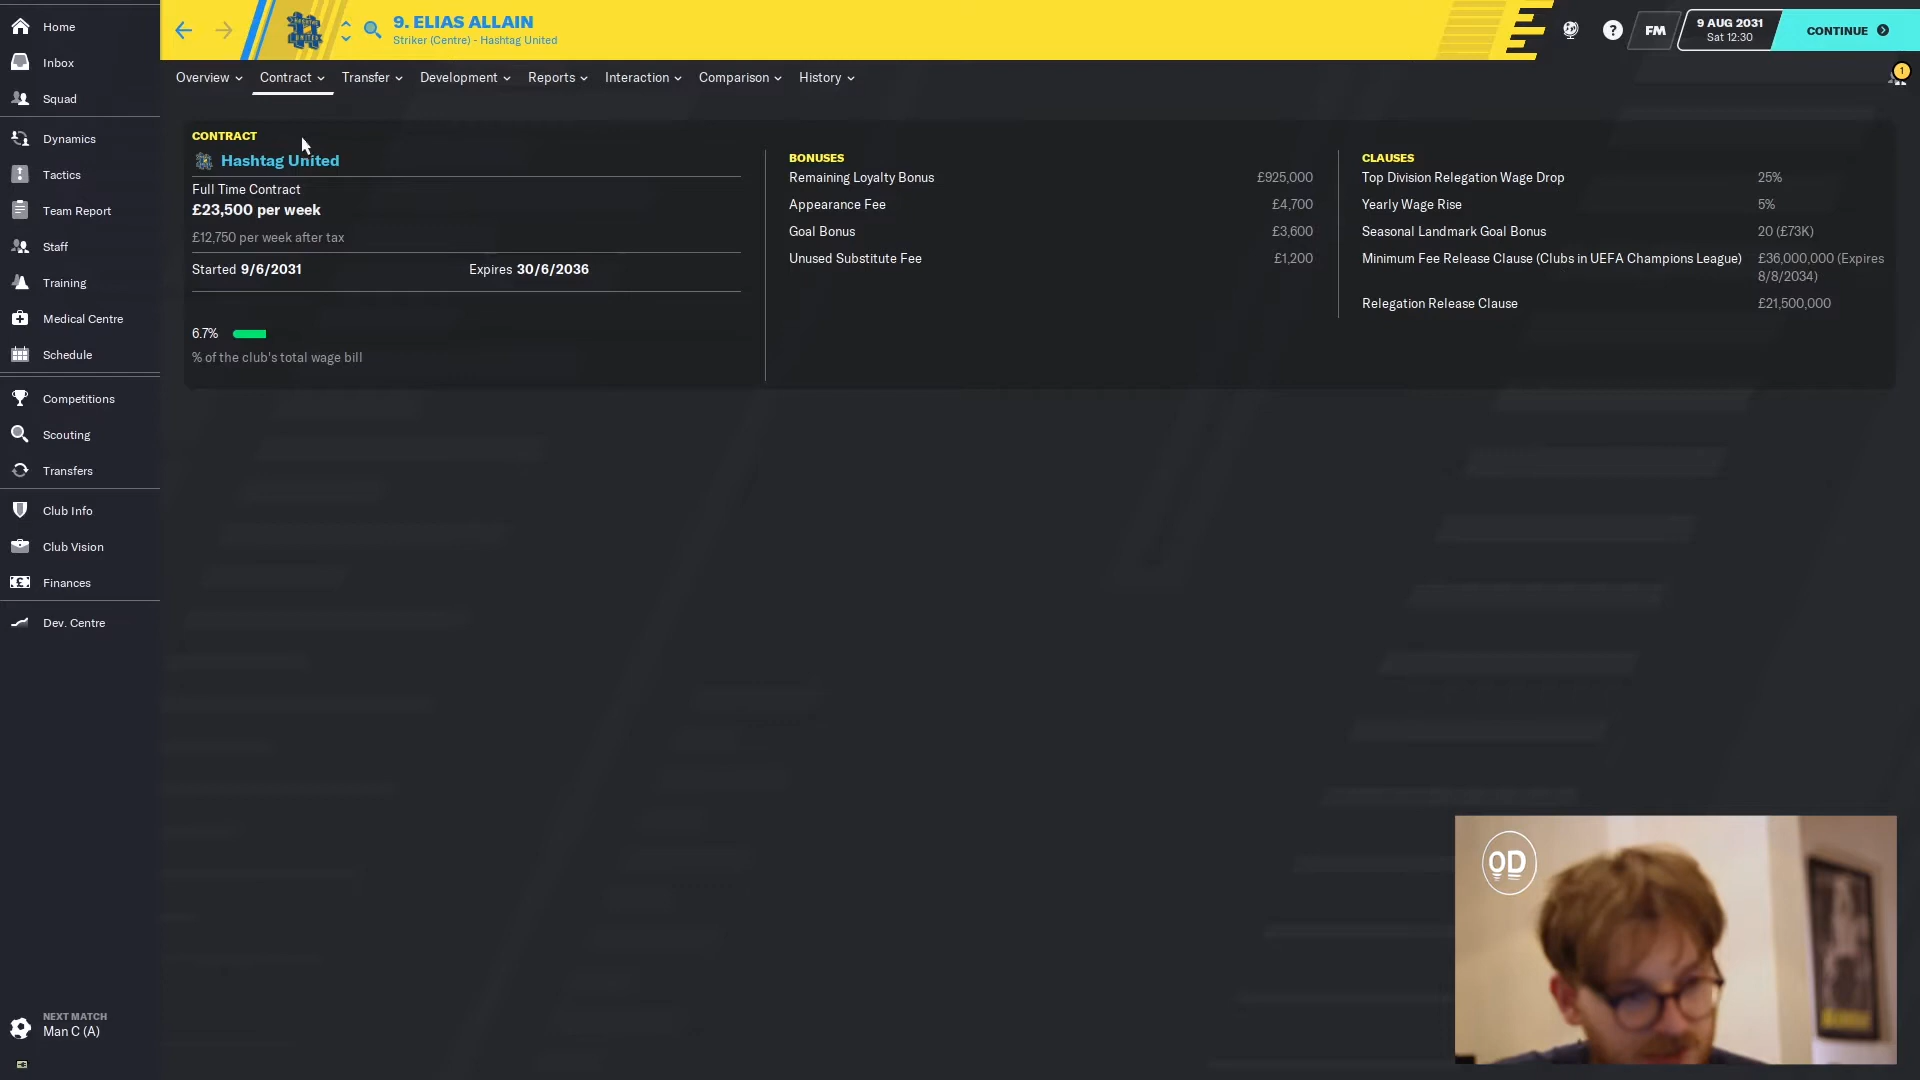 Home
Inbox
Squad
Dynamics
Tactics
Team Report
Staff
Training
Medical Centre
Schedule
Competitions
Scouting
Transfers
Club Info
Club Vision
Finances
Dev. Centre
NEXT MATCH
Man C (A)
9. ELIAS ALLAIN
Striker (Centre) - Hashtag United
?
FM
9 AUG 2031
Sat 12:30
CONTINUE
Overview Contract Transfer Development Reports Interaction Comparison History
1
CONTRACT
Hashtag United
Full Time Contract
£23,500 per week
£12,750 per week after tax
Started 9/6/2031 Expires 30/6/2036
6.7%
% of the club's total wage bill
BONUSES
Remaining Loyalty Bonus £925,000
Appearance Fee £4,700
Goal Bonus £3,600
Unused Substitute Fee £1,200
CLAUSES
Top Division Relegation Wage Drop 25%
Yearly Wage Rise 5%
Seasonal Landmark Goal Bonus 20 (£73K)
Minimum Fee Release Clause (Clubs in UEFA Champions League) £36,000,000 (Expires
8/8/2034)
Relegation Release Clause £21,500,000
OD